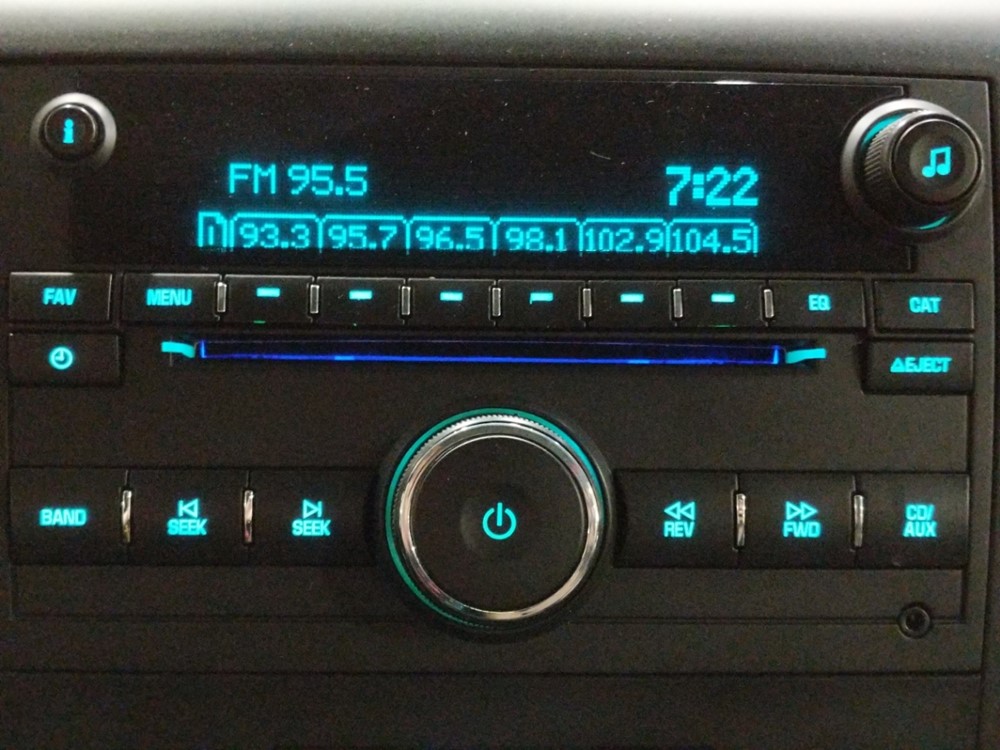 i
FM 95.5 7:22
93.3 95.7 96.5 98.1 102.9 104.5
FAV MENU EQ CAT
EJECT
BAND SEEK SEEK REV FWD CD/
AUX